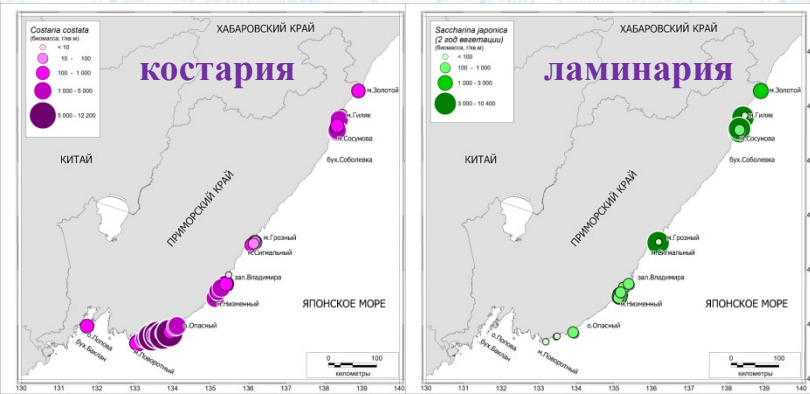 Costaria costata
(биомасса, г/кв.м)
< 10
10 - 100
100 - 1 000
1 000 - 5 000
5 000 - 12 200
костария
ХАБАРОВСКИЙ КРАЙ
м.Золотой
м.Гиляк
м.Сосунова
бух.Соболевка
КИТАЙ
ПРИМОРСКИЙ КРАЙ
м.Грозный
м.Сигнальный
зал.Владимира
м.Низменный
ЯПОНСКОЕ МОРЕ
о.Опасный
о.Попова
бух.Баклан
м.Поворотный
0 100
километры
130 131 132 133 134 135 136 137 138 139 140
Saccharina japonica
(2 год вегетации)
(биомасса, г/кв.м)
< 100
100 - 1 000
1 000 - 3 000
3 000 - 10 400
ламинария
ХАБАРОВСКИЙ КРАЙ
м.Золотой
м.Гиляк
м.Сосунова
бух.Соболевка
КИТАЙ
ПРИМОРСКИЙ КРАЙ
м.Грозный
м.Сигнальный
зал.Владимира
м.Низменный
ЯПОНСКОЕ МОРЕ
о.Опасный
о.Попова
бух.Баклан
м.Поворотный
0 100
километры
131 132 133 134 135 136 137 138 139 140